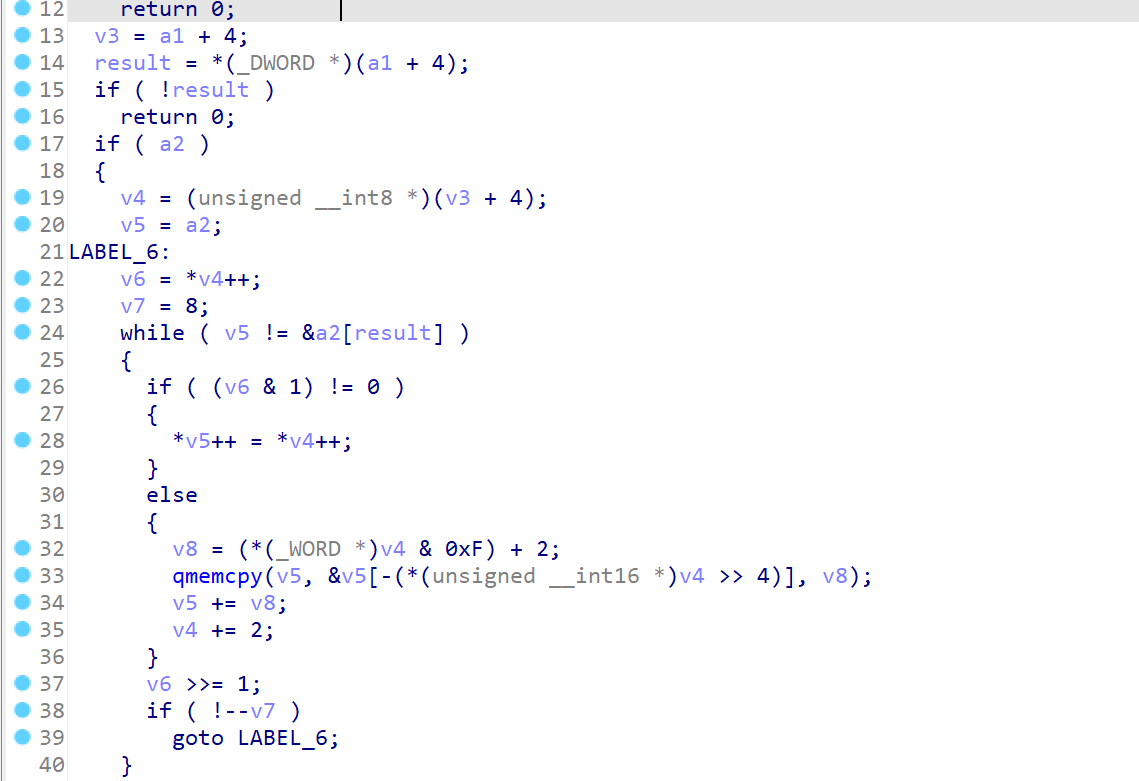 12 return 0;
13 v3 = a1 + 4;
14 result = *(_DWORD *)(a1 + 4);
15 if ( !result )
16 return 0;
17 if ( a2 )
18 {
19 v4 = (unsigned __int8 *)(v3 + 4);
20 v5 = a2;
21 LABEL_6:
22 v6 = *v4++;
23 v7 = 8;
24 while ( v5 != &a2[result] )
25 {
26 if ( (v6 & 1) != 0 )
27 {
28 *v5++ = *v4++;
29 }
30 else
31 {
32 v8 = (*(_WORD *)v4 & 0xF) + 2;
33 qmemcpy(v5, &v5[-(*(unsigned __int16 *)v4 >> 4)], v8);
34 v5 += v8;
35 v4 += 2;
36 }
37 v6 >>= 1;
38 if ( !--v7 )
39 goto LABEL_6;
40 }